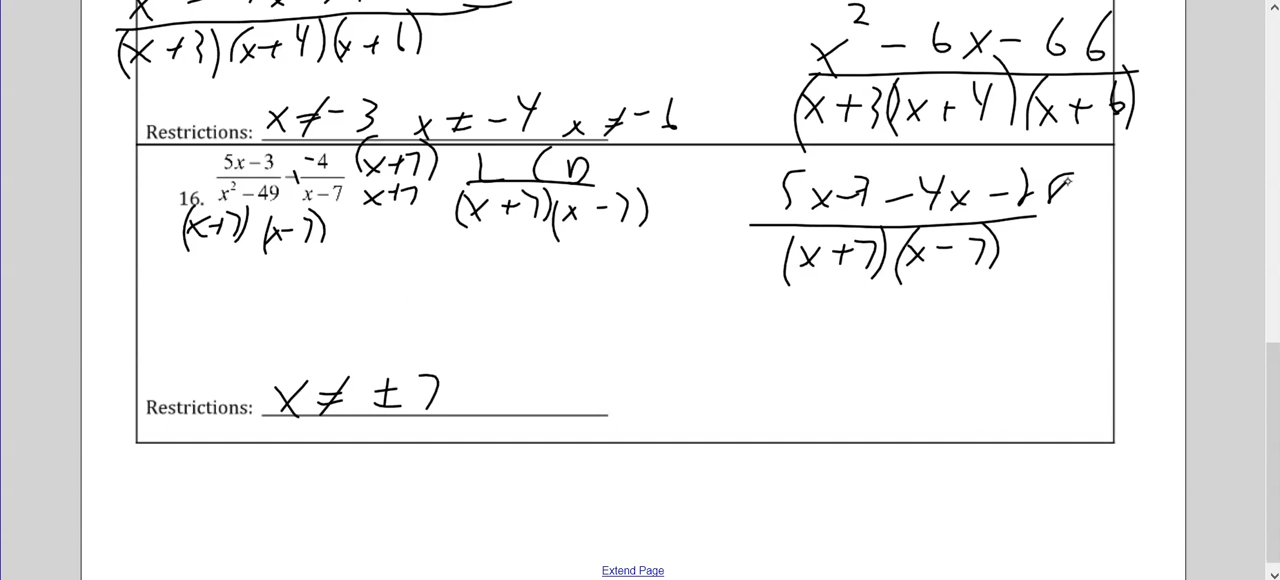 (x+3)(x+4)(x+6)
x² - 6x - 66
(x+3)(x+4)(x+6)
Restrictions: x ≠ -3 x ≠ -4 x ≠ -6
16. 5x-3 / x²-49 + -4 / x-7 (x+7) / x+7
(x+7)(x-7)
LCD
(x+7)(x-7)
5x-3 -4x -28
(x+7)(x-7)
Restrictions: x ≠ ±7
Extend Page